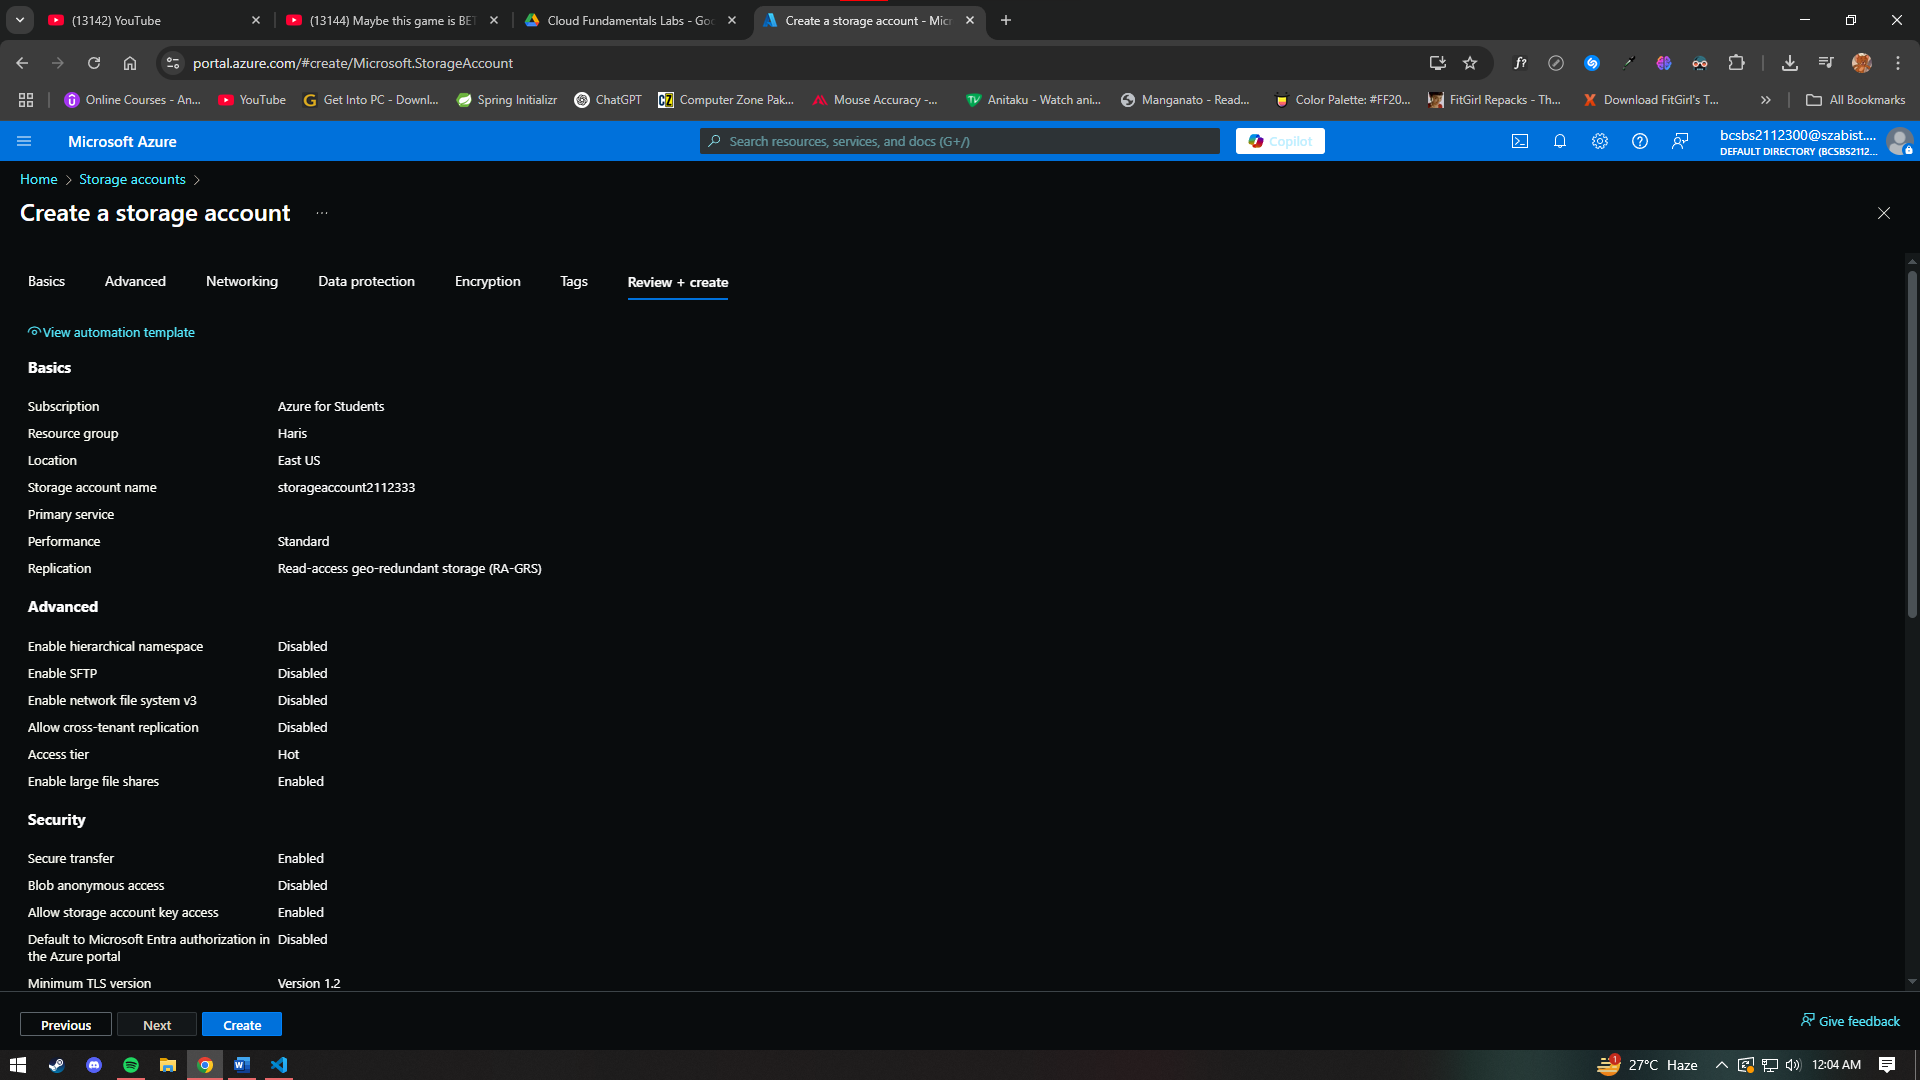 (13142) YouTube
(13144) Maybe this game is BET
Cloud Fundamentals Labs - Goo
Create a storage account - Micr
portal.azure.com/#create/Microsoft.StorageAccount
Online Courses - An...
YouTube
Get Into PC - Downl...
Spring Initializr
ChatGPT
Computer Zone Pak...
Mouse Accuracy -...
Anitaku - Watch ani...
Manganato - Read...
Color Palette: #FF20...
FitGirl Repacks - Th...
Download FitGirl's T...
All Bookmarks
Microsoft Azure
Search resources, services, and docs (G+/)
Copilot
bcsbs2112300@szabist....
DEFAULT DIRECTORY (BCSBS2112...
Home > Storage accounts >
Create a storage account ...
Basics
Advanced
Networking
Data protection
Encryption
Tags
Review + create
View automation template
Basics
Subscription Azure for Students
Resource group Haris
Location East US
Storage account name storageaccount2112333
Primary service
Performance Standard
Replication Read-access geo-redundant storage (RA-GRS)
Advanced
Enable hierarchical namespace Disabled
Enable SFTP Disabled
Enable network file system v3 Disabled
Allow cross-tenant replication Disabled
Access tier Hot
Enable large file shares Enabled
Security
Secure transfer Enabled
Blob anonymous access Disabled
Allow storage account key access Enabled
Default to Microsoft Entra authorization in Disabled
the Azure portal
Minimum TLS version Version 1.2
Previous
Next
Create
Give feedback
27°C Haze
12:04 AM